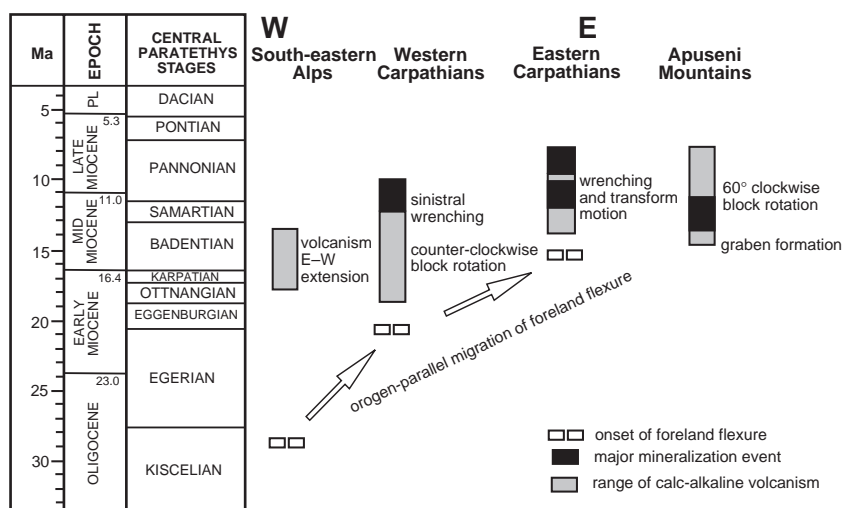 W
E
Ma
EPOCH
CENTRAL
PARATETHYS
STAGES
South-eastern
Alps
Western
Carpathians
Eastern
Carpathians
Apuseni
Mountains
5
10
15
20
25
30
PL
5.3
LATE
MIOCENE
11.0
MID
MIOCENE
16.4
EARLY
MIOCENE
23.0
OLIGOCENE
DACIAN
PONTIAN
PANNONIAN
SAMARTIAN
BADENTIAN
KARPATIAN
OTTNANGIAN
EGGENBURGIAN
EGERIAN
KISCELIAN
volcanism
E–W
extension
sinistral
wrenching
counter-clockwise
block rotation
wrenching
and transform
motion
60° clockwise
block rotation
graben formation
orogen-parallel migration of foreland flexure
onset of foreland flexure
major mineralization event
range of calc-alkaline volcanism